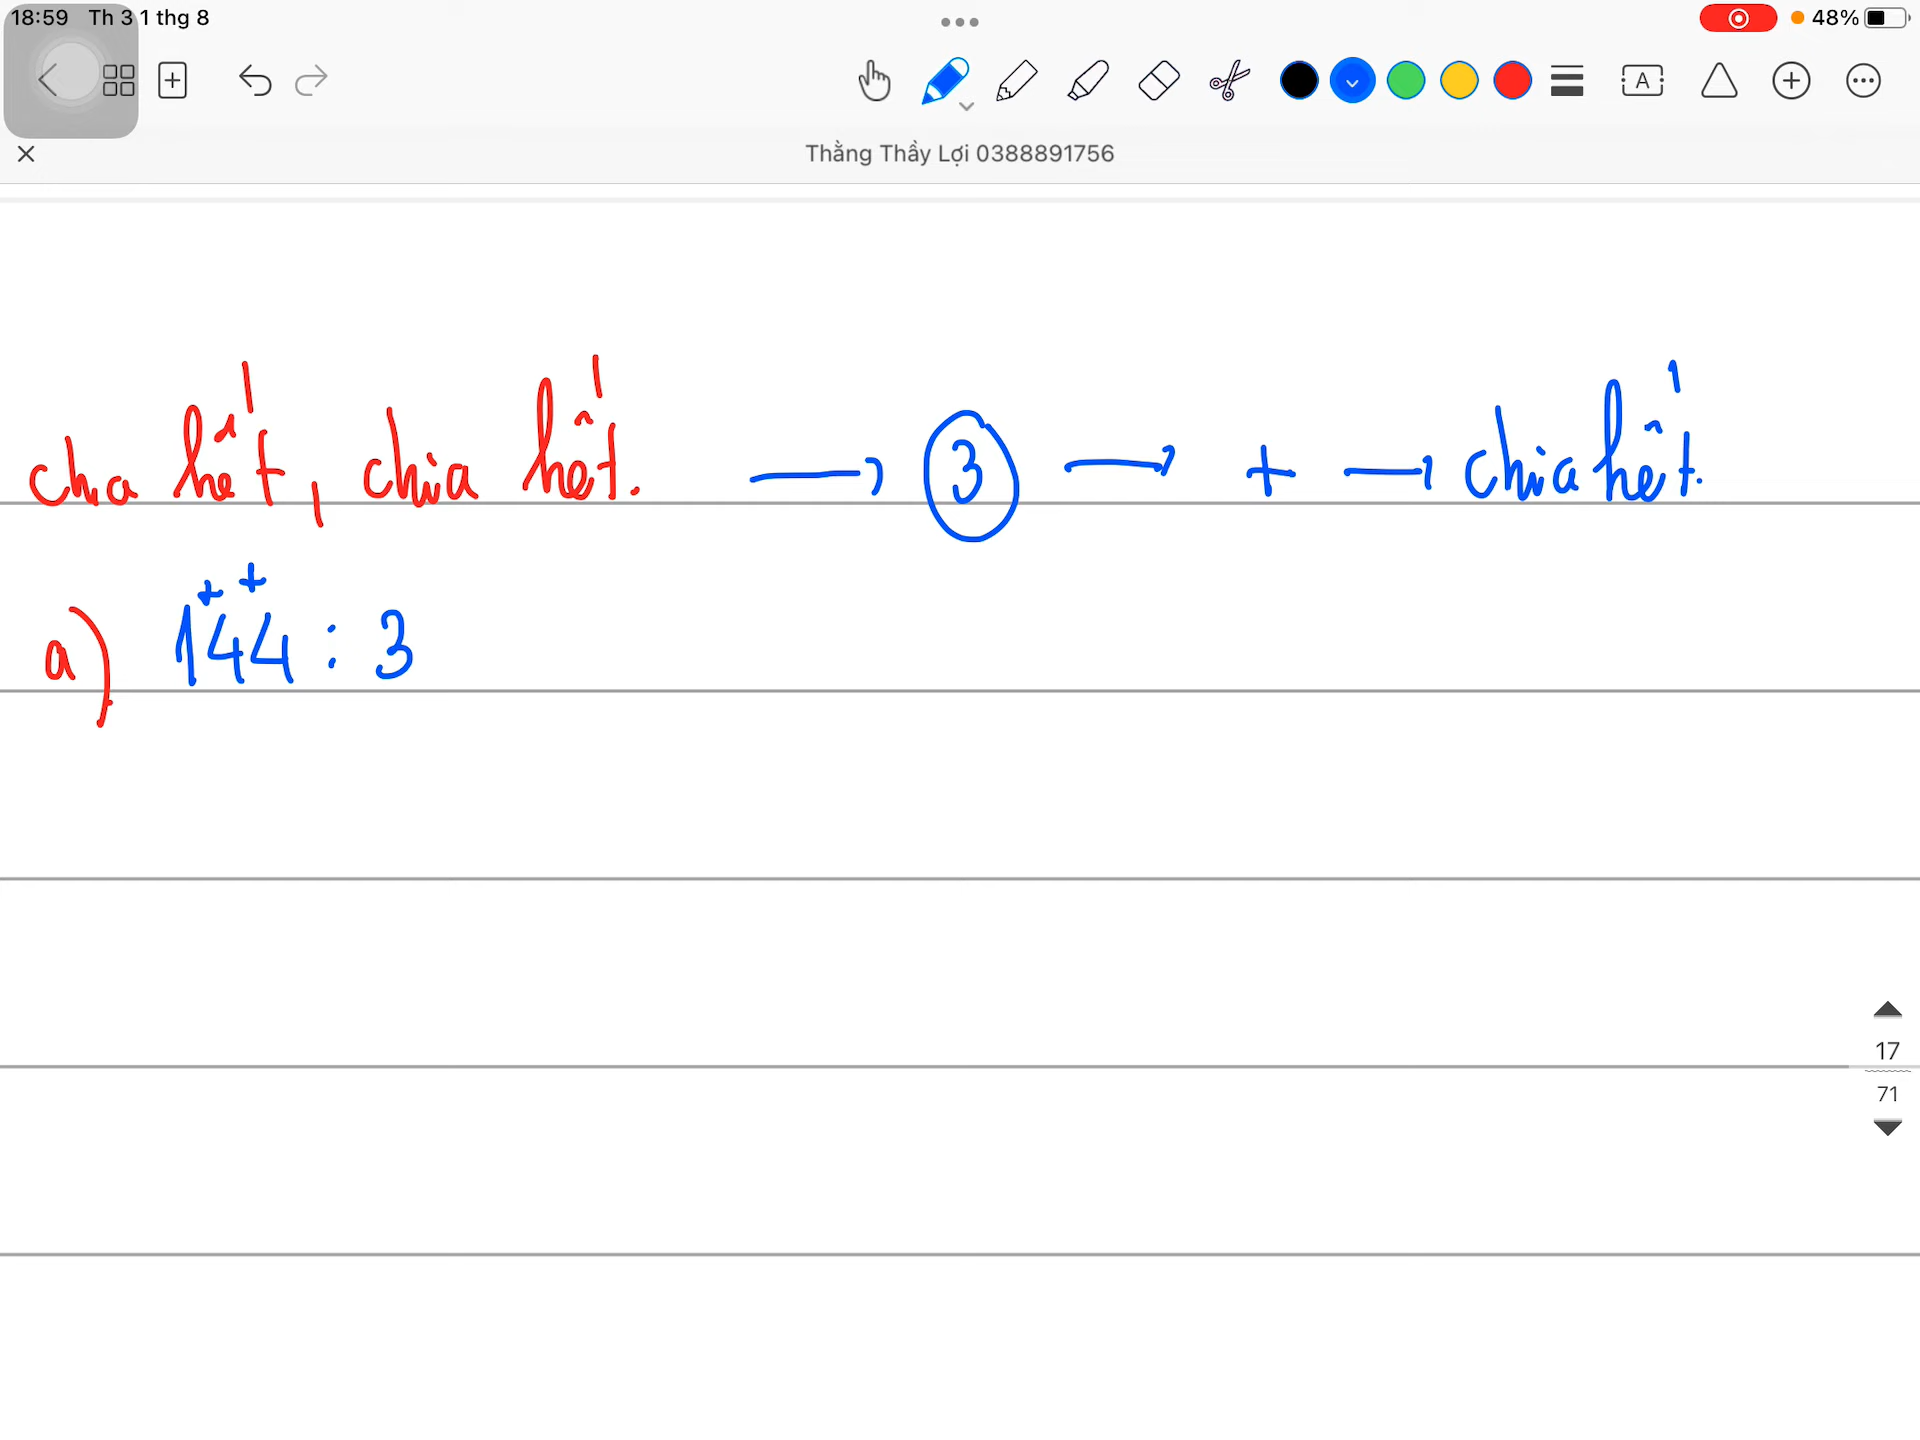 18:59 Th 3 1 thg 8
48%
A
Thằng Thầy Lợi 0388891756
chia hết, chia hết. → 3 → + → chia hết.
+ +
a) 144 : 3
17
71